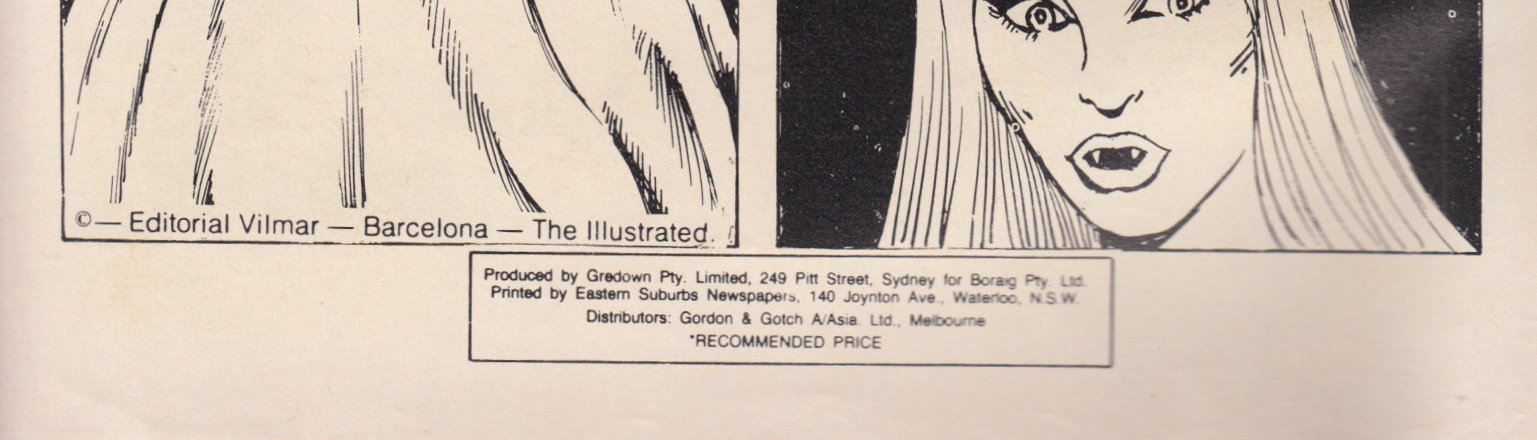 ©— Editorial Vilmar — Barcelona — The Illustrated.
Produced by Gredown Pty. Limited, 249 Pitt Street, Sydney for Boraig Pty. Ltd.
Printed by Eastern Suburbs Newspapers, 140 Joynton Ave., Waterloo, N.S.W.
Distributors: Gordon & Gotch A/Asia. Ltd., Melbourne
*RECOMMENDED PRICE